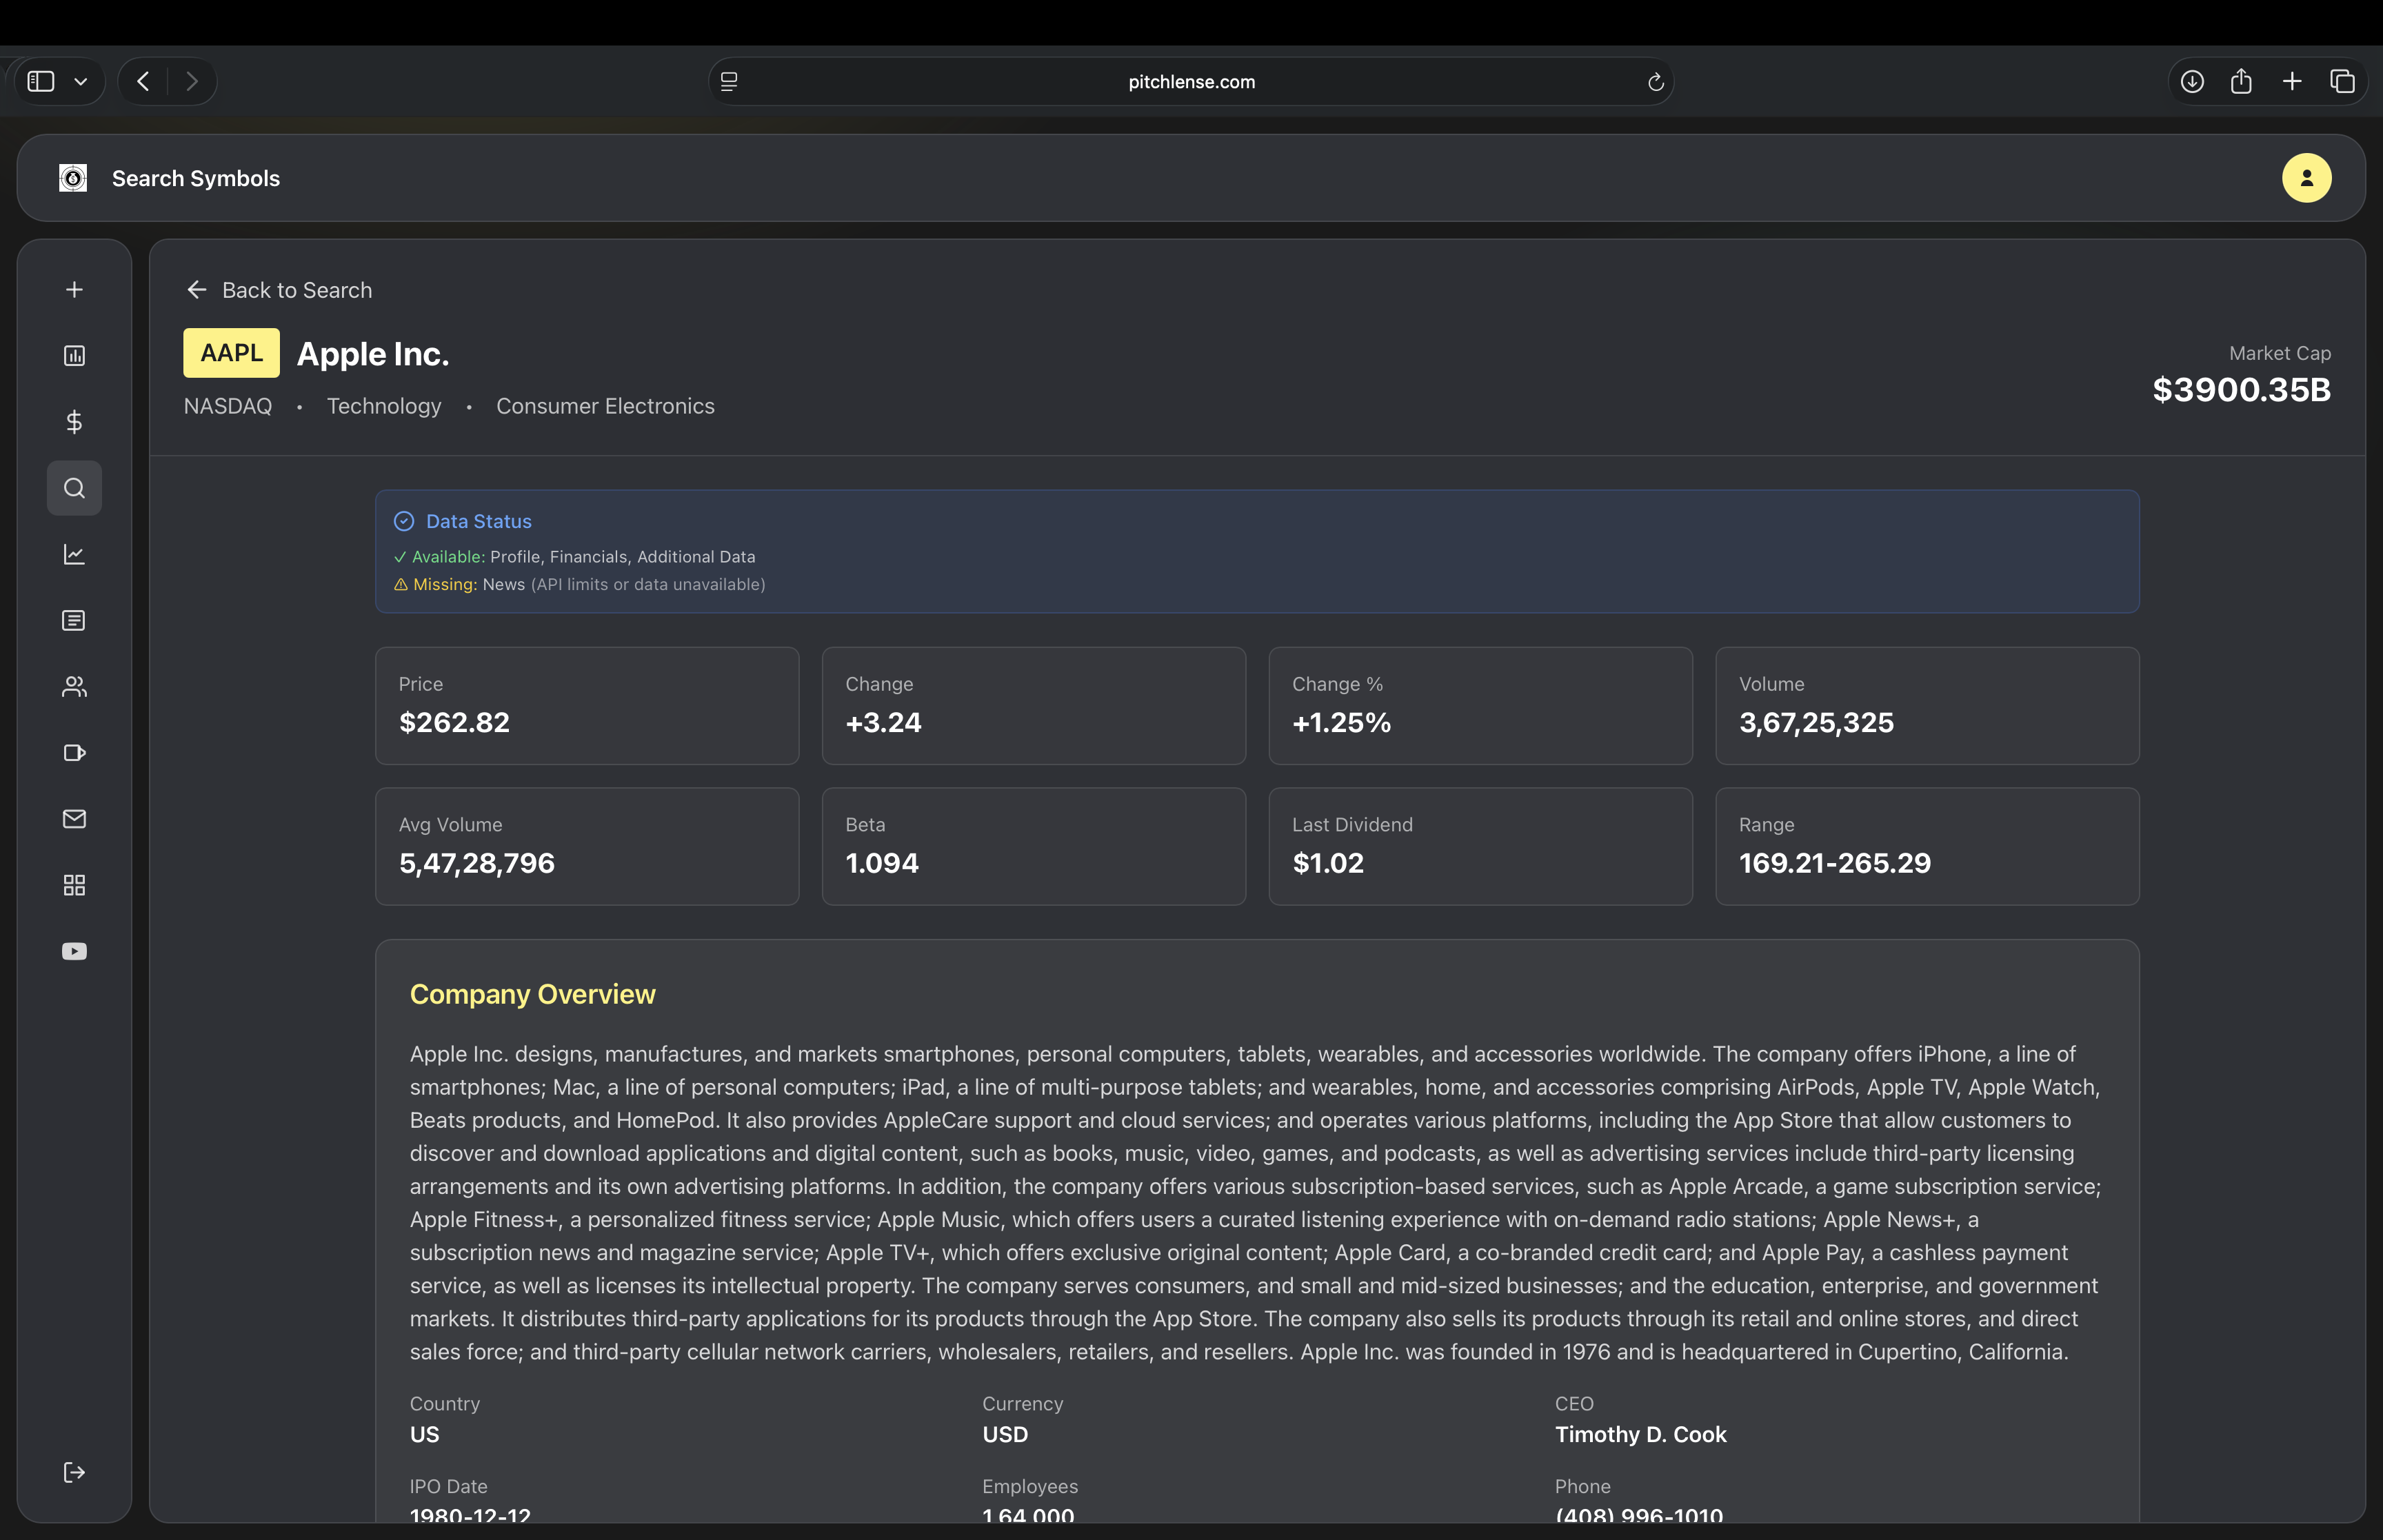 pitchlense.com
Search Symbols
Back to Search
AAPL Apple Inc.
NASDAQ • Technology • Consumer Electronics
Market Cap
$3900.35B
Data Status
Available: Profile, Financials, Additional Data
Missing: News (API limits or data unavailable)
Price
$262.82
Change
+3.24
Change %
+1.25%
Volume
3,67,25,325
Avg Volume
5,47,28,796
Beta
1.094
Last Dividend
$1.02
Range
169.21-265.29
Company Overview
Apple Inc. designs, manufactures, and markets smartphones, personal computers, tablets, wearables, and accessories worldwide. The company offers iPhone, a line of
smartphones; Mac, a line of personal computers; iPad, a line of multi-purpose tablets; and wearables, home, and accessories comprising AirPods, Apple TV, Apple Watch,
Beats products, and HomePod. It also provides AppleCare support and cloud services; and operates various platforms, including the App Store that allow customers to
discover and download applications and digital content, such as books, music, video, games, and podcasts, as well as advertising services include third-party licensing
arrangements and its own advertising platforms. In addition, the company offers various subscription-based services, such as Apple Arcade, a game subscription service;
Apple Fitness+, a personalized fitness service; Apple Music, which offers users a curated listening experience with on-demand radio stations; Apple News+, a
subscription news and magazine service; Apple TV+, which offers exclusive original content; Apple Card, a co-branded credit card; and Apple Pay, a cashless payment
service, as well as licenses its intellectual property. The company serves consumers, and small and mid-sized businesses; and the education, enterprise, and government
markets. It distributes third-party applications for its products through the App Store. The company also sells its products through its retail and online stores, and direct
sales force; and third-party cellular network carriers, wholesalers, retailers, and resellers. Apple Inc. was founded in 1976 and is headquartered in Cupertino, California.
Country
US
Currency
USD
CEO
Timothy D. Cook
IPO Date
1980-12-12
Employees
1,64,000
Phone
(408) 996-1010